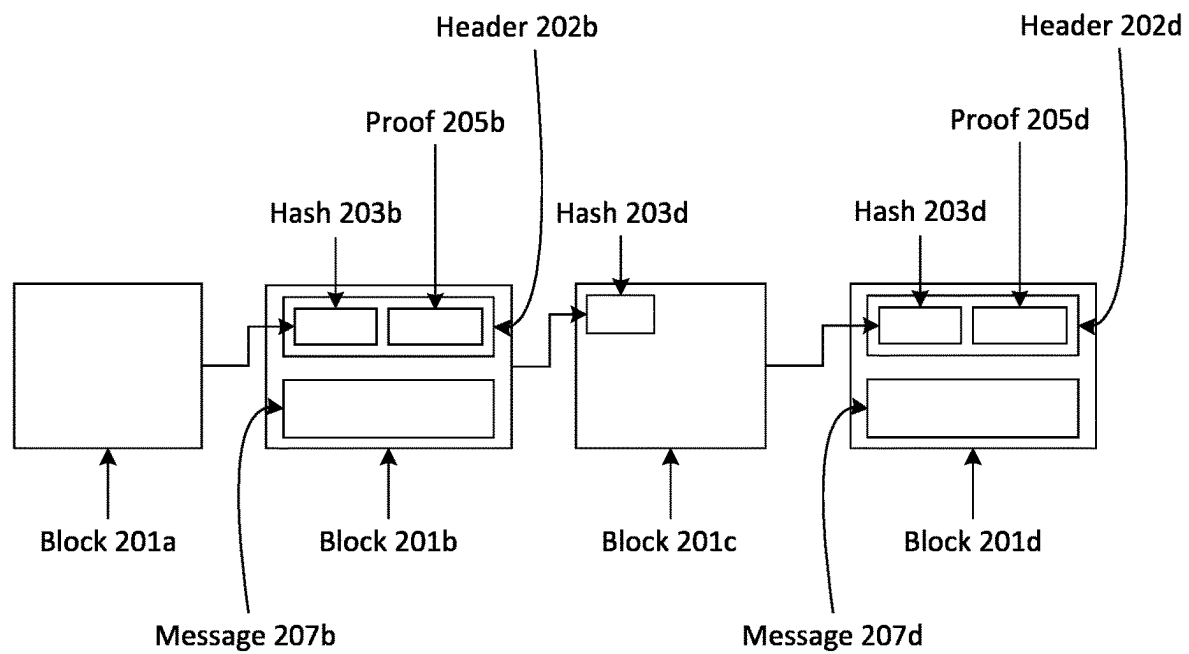 Header 202b
Header 202d
Proof 205b
Proof 205d
Hash 203b
Hash 203d
Hash 203d
Block 201a
Block 201b
Block 201c
Block 201d
Message 207b
Message 207d